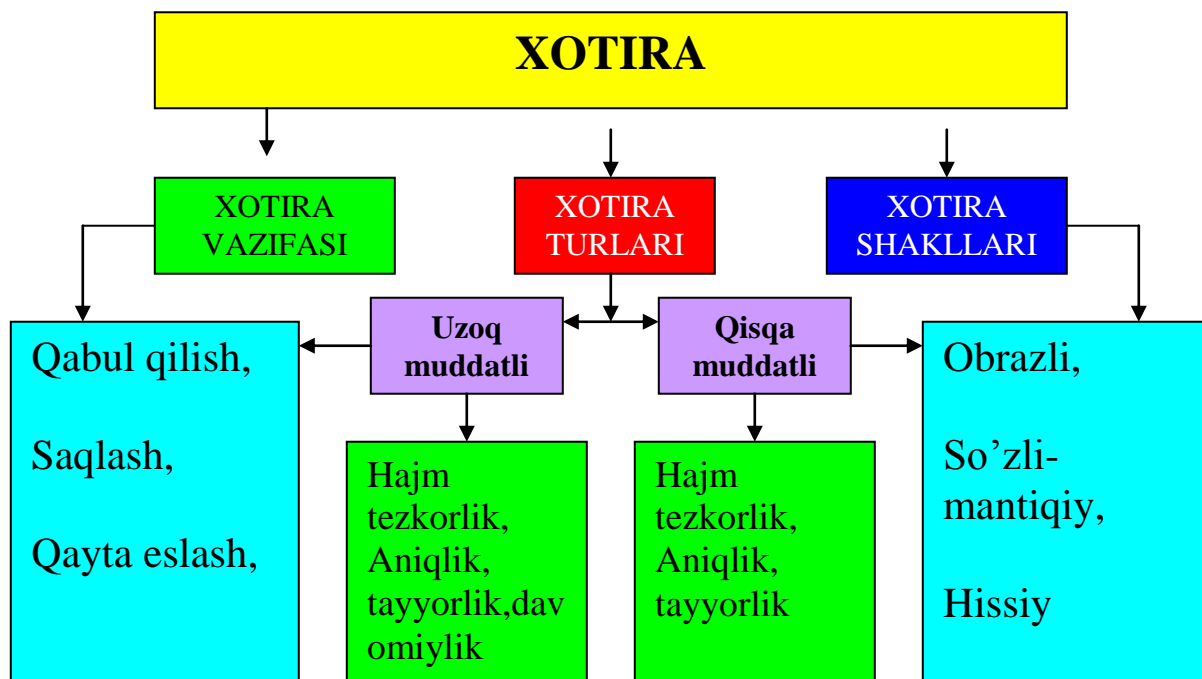 XOTIRA
XOTIRA
VAZIFASI
XOTIRA
TURLARI
XOTIRA
SHAKLLARI
Uzoq
muddatli
Qisqa
muddatli
Qabul qilish,
Saqlash,
Qayta eslash,
Hajm
tezkorlik,
Aniqlik,
tayyorlik,dav
omiylik
Hajm
tezkorlik,
Aniqlik,
tayyorlik
Obrazli,
So’zli-
mantiqiy,
Hissiy